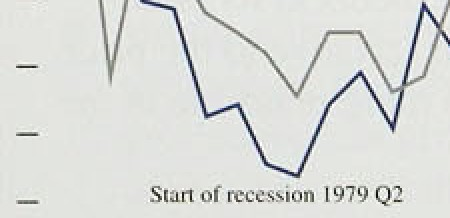 Start of recession 1979 Q2